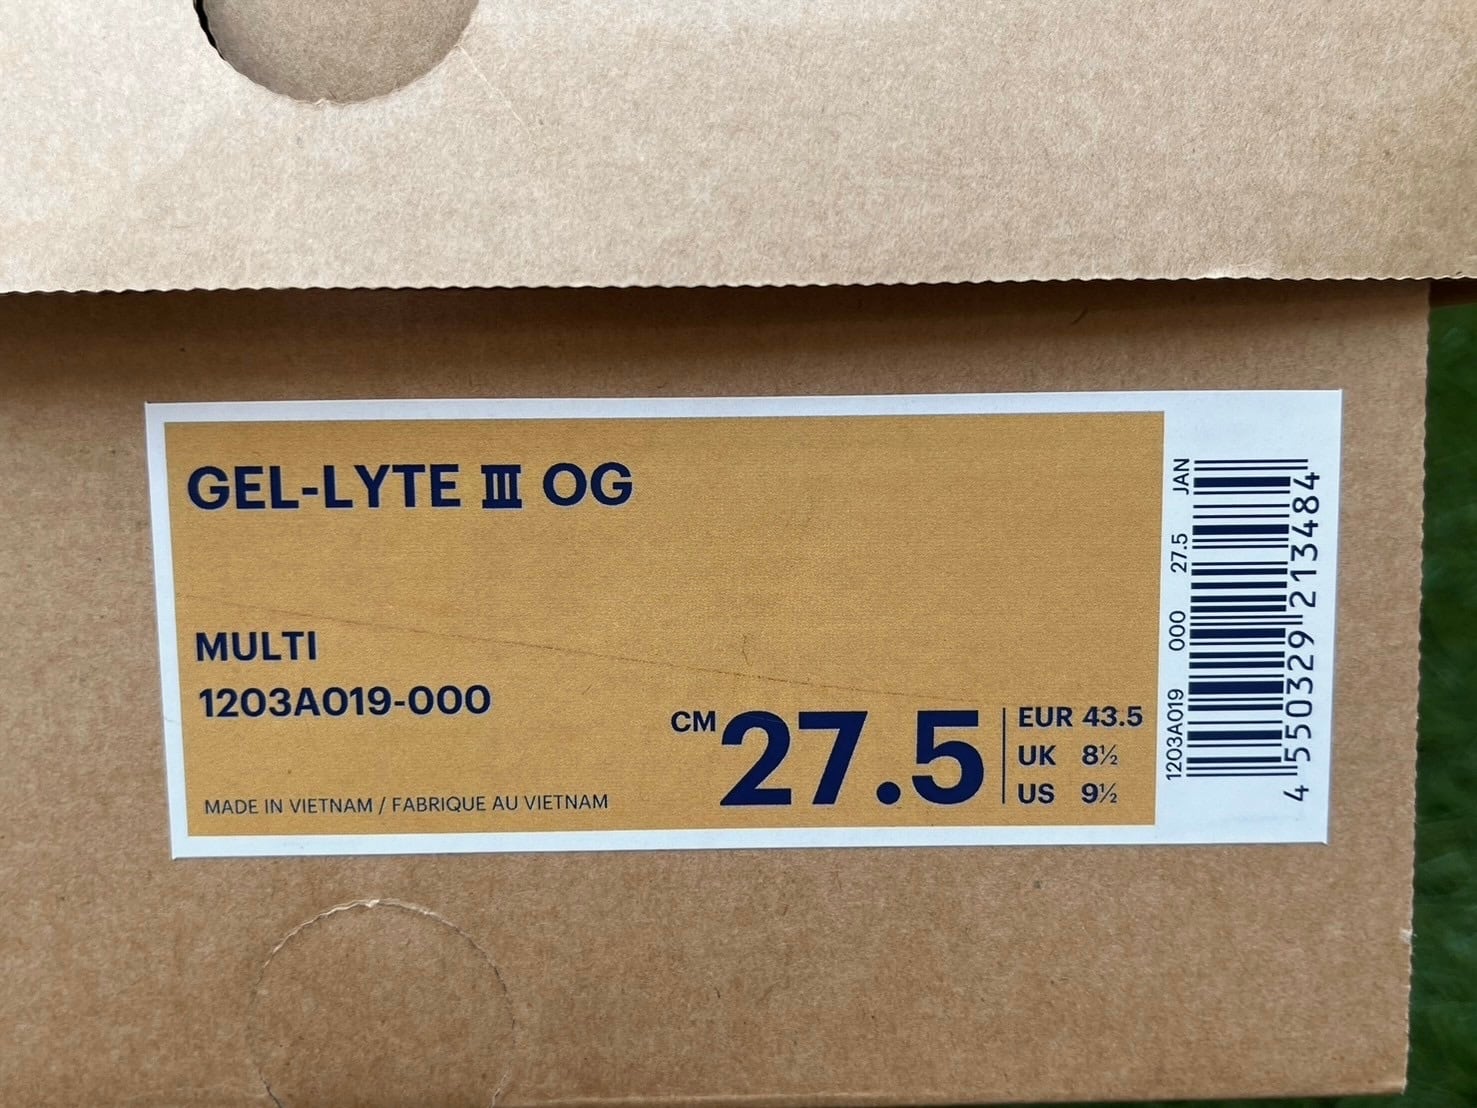 GEL-LYTE III OG
MULTI
1203A019-000
MADE IN VIETNAM / FABRIQUE AU VIETNAM
CM 27.5
EUR 43.5
UK 8½
US 9½
1203A019 000 27.5 JAN
4 550329 213484